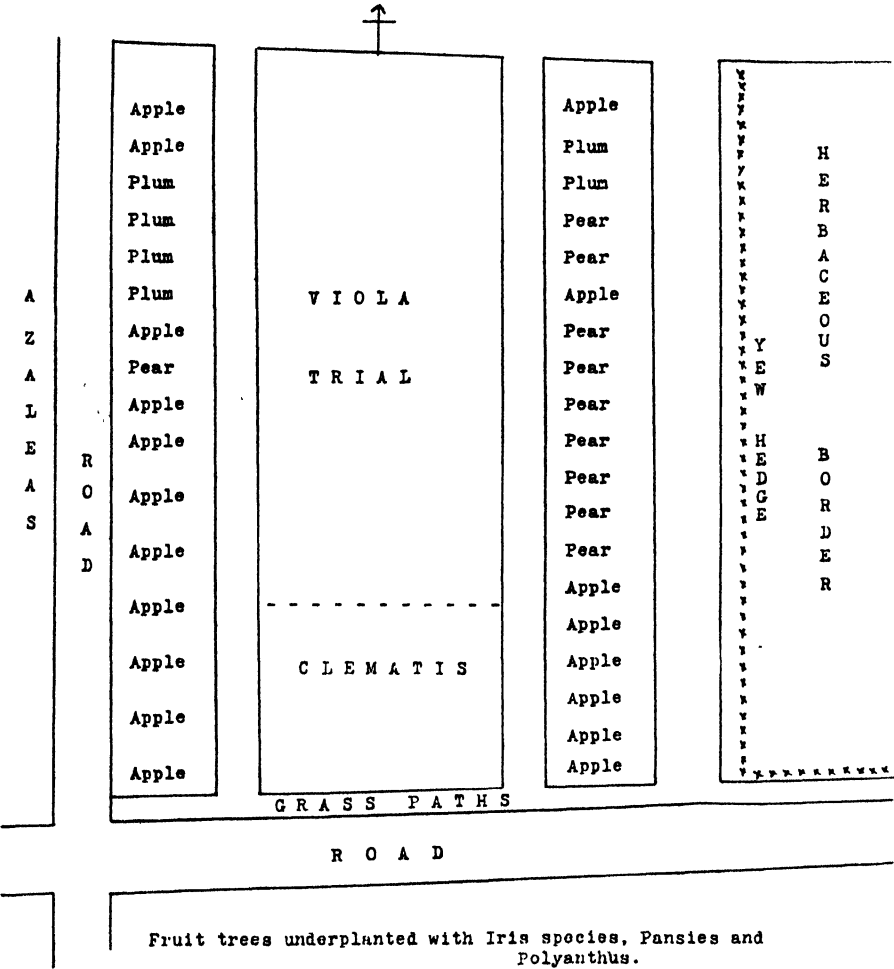 AZALEAS
ROAD
Apple
Apple
Plum
Plum
Plum
Plum
Apple
Pear
Apple
Apple
Apple
Apple
Apple
Apple
Apple
Apple
VIOLA
TRIAL
CLEMATIS
Apple
Plum
Plum
Pear
Pear
Apple
Pear
Pear
Pear
Pear
Pear
Pear
Pear
Apple
Apple
Apple
Apple
Apple
Apple
YEW HEDGE
HERBACEOUS BORDER
GRASS PATHS
ROAD
Fruit trees underplanted with Iris species, Pansies and
Polyanthus.